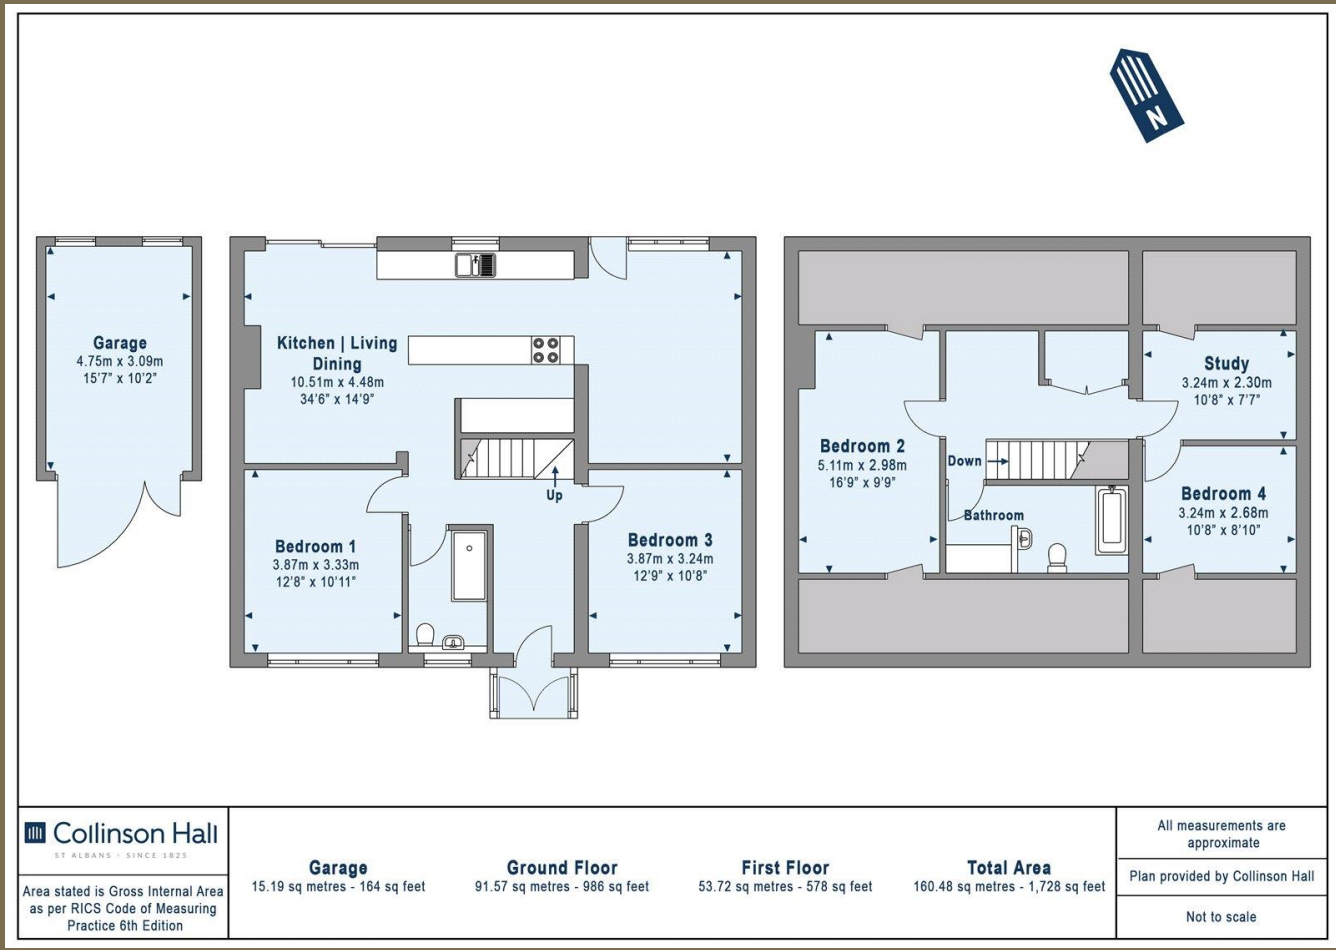 N
Garage
4.75m x 3.09m
15'7" x 10'2"
Kitchen | Living
Dining
10.51m x 4.48m
34'6" x 14'9"
Up
Bedroom 1
3.87m x 3.33m
12'8" x 10'11"
Bedroom 3
3.87m x 3.24m
12'9" x 10'8"
Study
3.24m x 2.30m
10'8" x 7'7"
Bedroom 2
5.11m x 2.98m
16'9" x 9'9"
Down
Bathroom
Bedroom 4
3.24m x 2.68m
10'8" x 8'10"
Collinson Hall
ST ALBANS - SINCE 1825
Area stated is Gross Internal Area
as per RICS Code of Measuring
Practice 6th Edition
Garage
15.19 sq metres - 164 sq feet
Ground Floor
91.57 sq metres - 986 sq feet
First Floor
53.72 sq metres - 578 sq feet
Total Area
160.48 sq metres - 1,728 sq feet
All measurements are
approximate
Plan provided by Collinson Hall
Not to scale